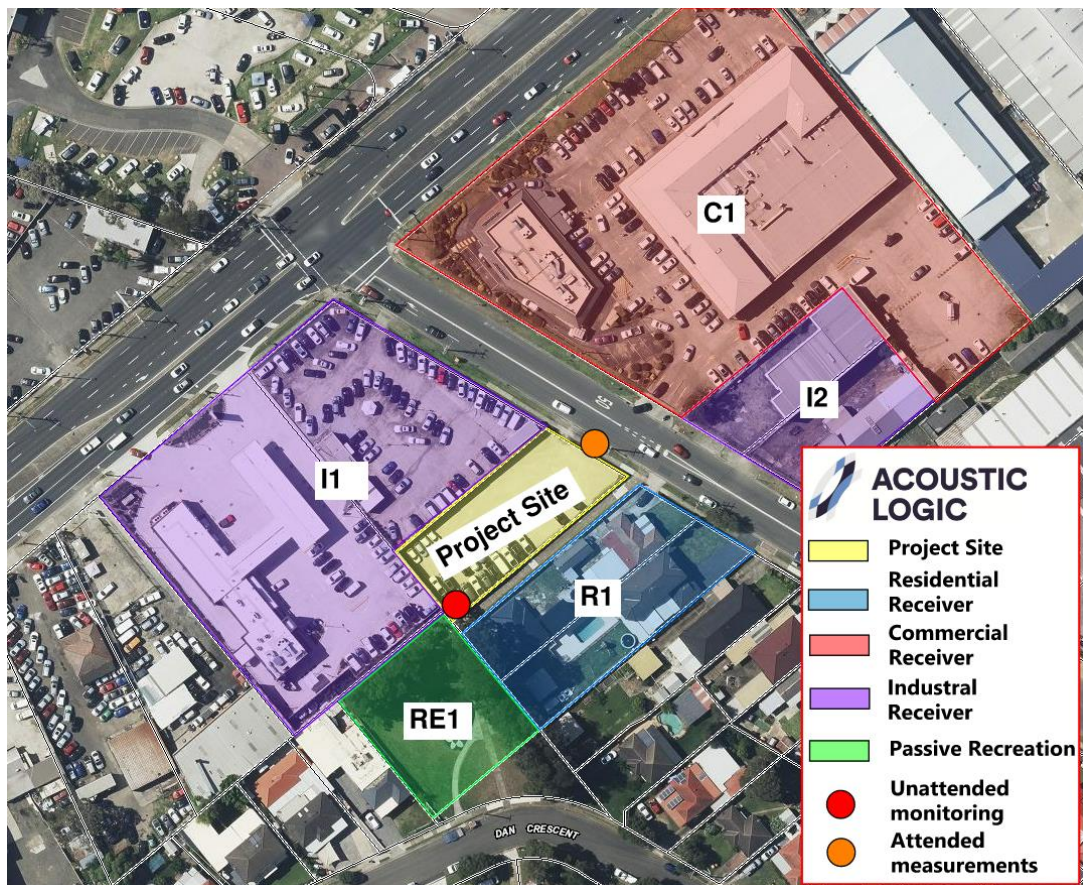 C1
I2
I1
Project Site
R1
RE1
DAN CRESCENT
ACOUSTIC
LOGIC
Project Site
Residential
Receiver
Commercial
Receiver
Industral
Receiver
Passive Recreation
Unattended
monitoring
Attended
measurements